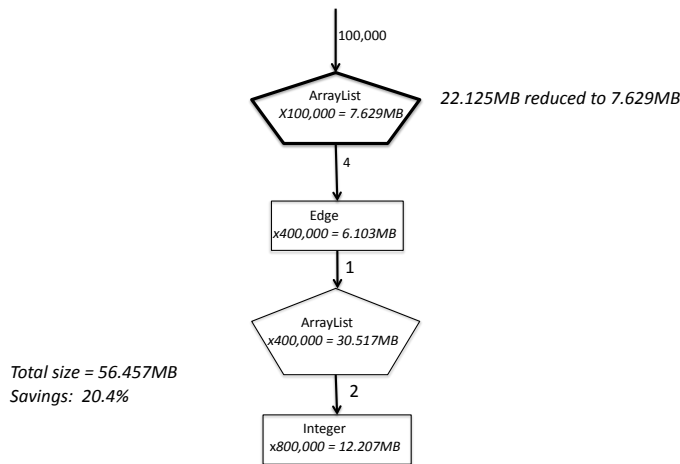 100,000
ArrayList
X100,000 = 7.629MB
22.125MB reduced to 7.629MB
4
Edge
x400,000 = 6.103MB
1
ArrayList
x400,000 = 30.517MB
Total size = 56.457MB
Savings: 20.4%
2
Integer
x800,000 = 12.207MB